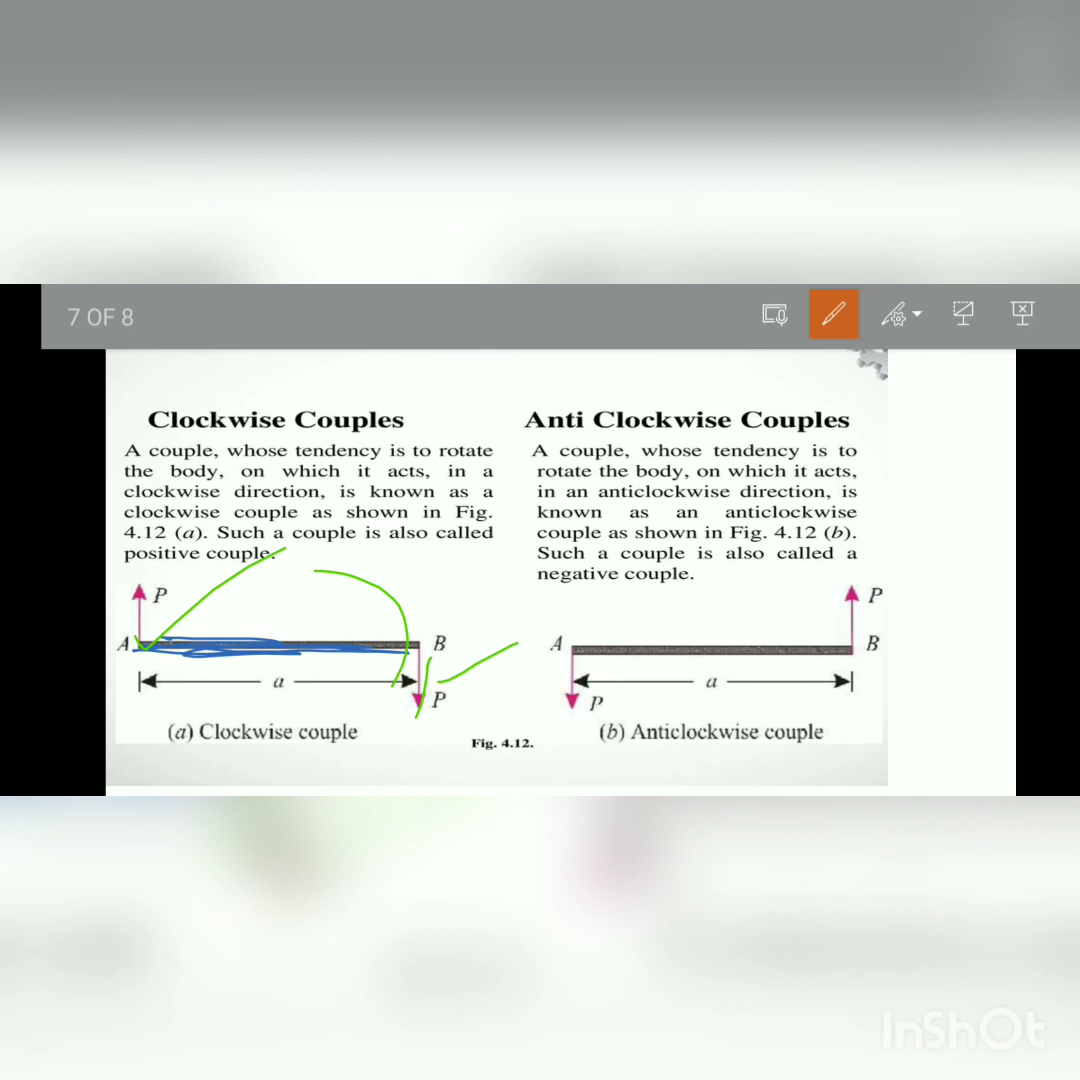 7 OF 8
Clockwise Couples
A couple, whose tendency is to rotate
the body, on which it acts, in a
clockwise direction, is known as a
clockwise couple as shown in Fig.
4.12 (a). Such a couple is also called
positive couple.
Anti Clockwise Couples
A couple, whose tendency is to
rotate the body, on which it acts,
in an anticlockwise direction, is
known as an anticlockwise
couple as shown in Fig. 4.12 (b).
Such a couple is also called a
negative couple.
P
A B
a
P
(a) Clockwise couple
Fig. 4.12.
P
A B
a
P
(b) Anticlockwise couple
InShOt